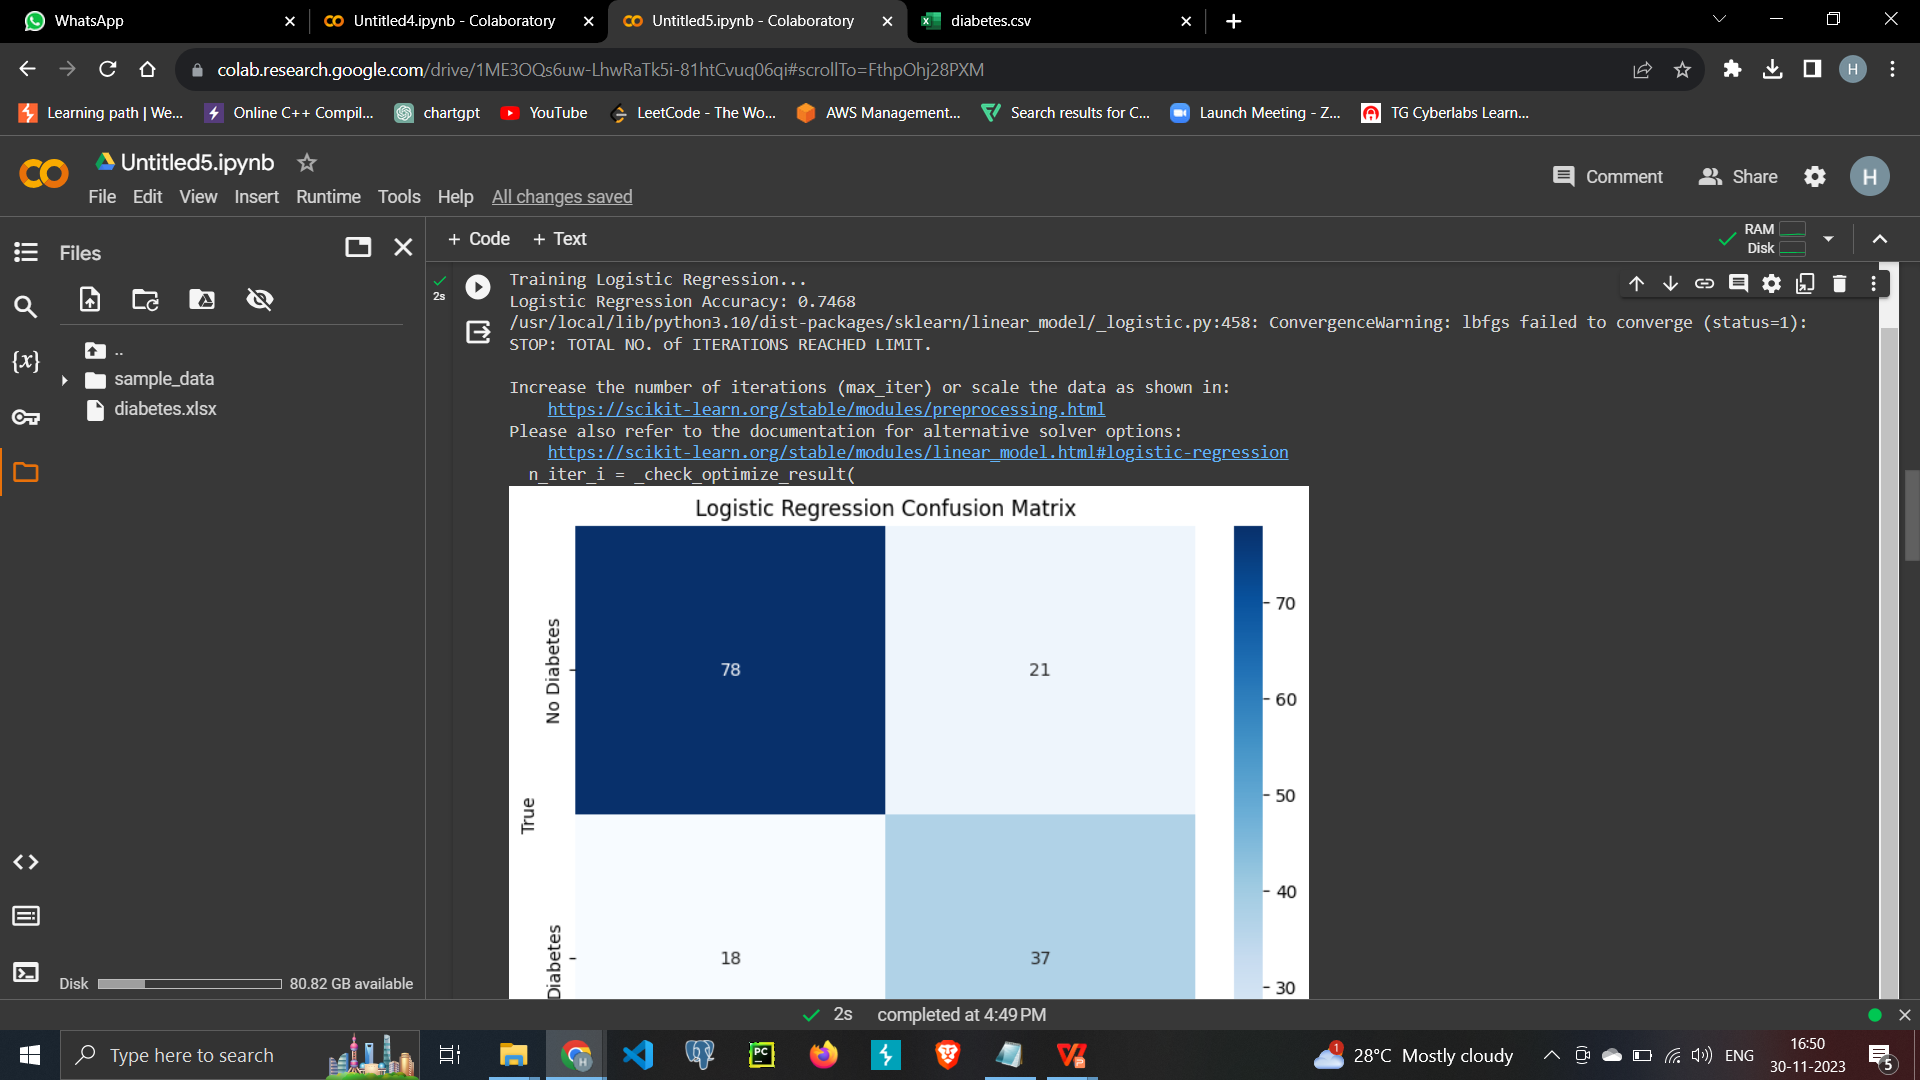 WhatsApp
Untitled4.ipynb - Colaboratory
Untitled5.ipynb - Colaboratory
diabetes.csv
colab.research.google.com/drive/1ME3OQs6uw-LhwRaTk5i-81htCvuq06qi#scrollTo=FthpOhj28PXM
H
Learning path | We...
Online C++ Compil...
chartgpt
YouTube
LeetCode - The Wo...
AWS Management...
Search results for C...
Launch Meeting - Z...
TG Cyberlabs Learn...
Untitled5.ipynb
File Edit View Insert Runtime Tools Help All changes saved
Comment
Share
H
Files
+ Code + Text
RAM
Disk
..
sample_data
diabetes.xlsx
{x}
2s
Training Logistic Regression...
Logistic Regression Accuracy: 0.7468
/usr/local/lib/python3.10/dist-packages/sklearn/linear_model/_logistic.py:458: ConvergenceWarning: lbfgs failed to converge (status=1):
STOP: TOTAL NO. of ITERATIONS REACHED LIMIT.
Increase the number of iterations (max_iter) or scale the data as shown in:
https://scikit-learn.org/stable/modules/preprocessing.html
Please also refer to the documentation for alternative solver options:
https://scikit-learn.org/stable/modules/linear_model.html#logistic-regression
n_iter_i = _check_optimize_result(
Logistic Regression Confusion Matrix
True
No Diabetes
78
21
Diabetes
18
37
70
60
50
40
30
Disk
80.82 GB available
2s completed at 4:49 PM
Type here to search
H
PC
1
28°C Mostly cloudy
ENG
16:50
30-11-2023
5